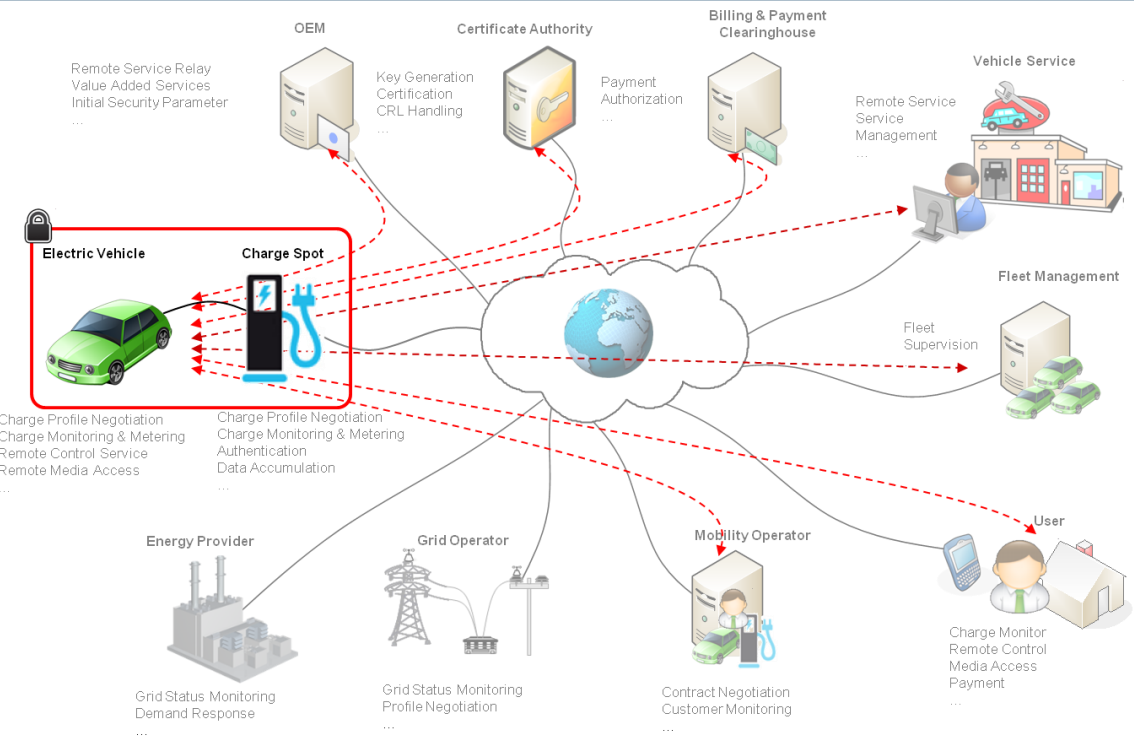 OEM
Remote Service Relay
Value Added Services
Initial Security Parameter
...
Certificate Authority
Key Generation
Certification
CRL Handling
...
Billing & Payment
Clearinghouse
Payment
Authorization
...
Vehicle Service
Remote Service
Service
Management
...
Electric Vehicle
Charge Spot
Fleet Management
Fleet
Supervision
Charge Profile Negotiation
Charge Monitoring & Metering
Remote Control Service
Remote Media Access
...
Charge Profile Negotiation
Charge Monitoring & Metering
Authentication
Data Accumulation
...
Energy Provider
Grid Status Monitoring
Demand Response
...
Grid Operator
Grid Status Monitoring
Profile Negotiation
...
Mobility Operator
Contract Negotiation
Customer Monitoring
...
User
Charge Monitor
Remote Control
Media Access
Payment
...